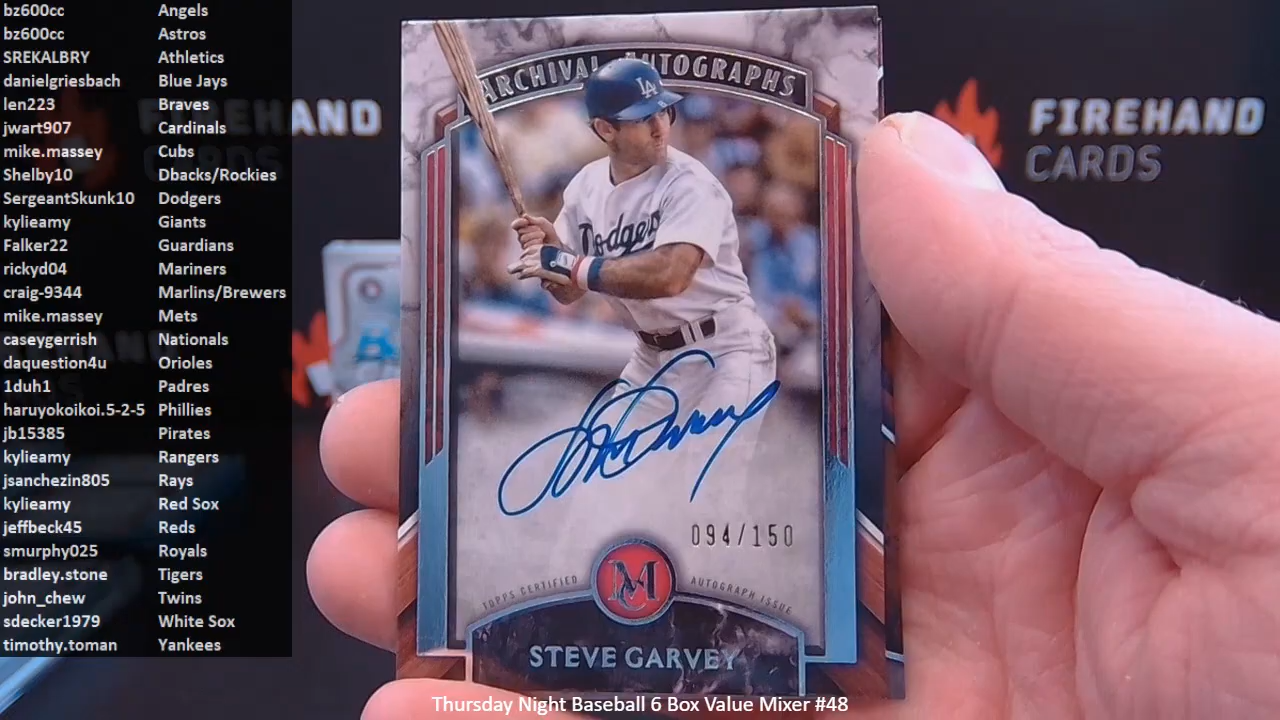 bz600cc Angels
bz600cc Astros
SREKALBRY Athletics
danielgriesbach Blue Jays
len223 Braves
jwart907 Cardinals
mike.massey Cubs
Shelby10 Dbacks/Rockies
SergeantSkunk10 Dodgers
kylieamy Giants
Falker22 Guardians
rickyd04 Mariners
craig-9344 Marlins/Brewers
mike.massey Mets
caseygerrish Nationals
daquestion4u Orioles
1duh1 Padres
haruyokoikoi.5-2-5 Phillies
jb15385 Pirates
kylieamy Rangers
jsanchezin805 Rays
kylieamy Red Sox
jeffbeck45 Reds
smurphy025 Royals
bradley.stone Tigers
john_chew Twins
sdecker1979 White Sox
timothy.toman Yankees
FIREHAND
CARDS
ARCHIVAL AUTOGRAPHS
LA
Dodgers
094/150
TOPPS CERTIFIED AUTOGRAPH ISSUE
MC
STEVE GARVEY
FIREHAND
CARDS
Thursday Night Baseball 6 Box Value Mixer #48